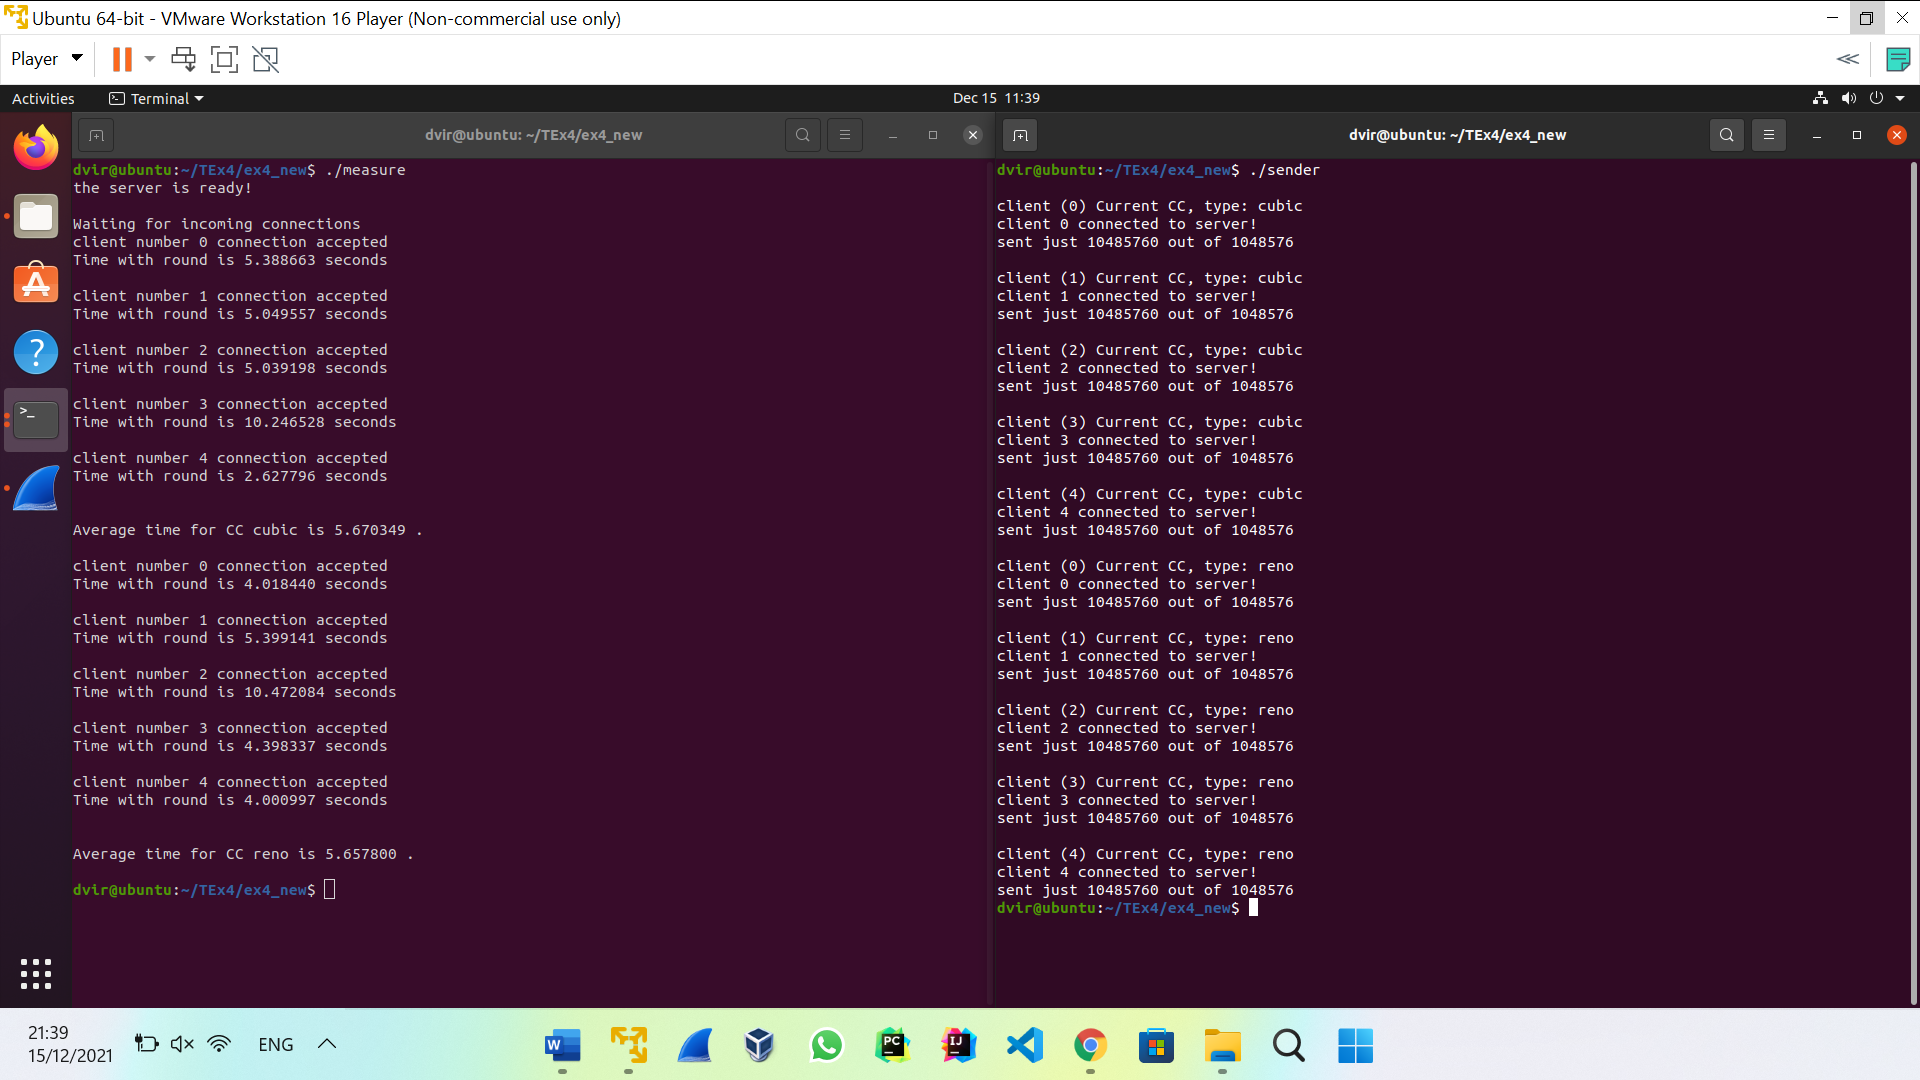 Ubuntu 64-bit - VMware Workstation 16 Player (Non-commercial use only)
Player
Activities
Terminal
Dec 15 11:39
dvir@ubuntu: ~/TEx4/ex4_new
dvir@ubuntu:~/TEx4/ex4_new$ ./measure
the server is ready!
Waiting for incoming connections
client number 0 connection accepted
Time with round is 5.388663 seconds
client number 1 connection accepted
Time with round is 5.049557 seconds
client number 2 connection accepted
Time with round is 5.039198 seconds
client number 3 connection accepted
Time with round is 10.246528 seconds
client number 4 connection accepted
Time with round is 2.627796 seconds
Average time for CC cubic is 5.670349 .
client number 0 connection accepted
Time with round is 4.018440 seconds
client number 1 connection accepted
Time with round is 5.399141 seconds
client number 2 connection accepted
Time with round is 10.472084 seconds
client number 3 connection accepted
Time with round is 4.398337 seconds
client number 4 connection accepted
Time with round is 4.000997 seconds
Average time for CC reno is 5.657800 .
dvir@ubuntu:~/TEx4/ex4_new$
dvir@ubuntu: ~/TEx4/ex4_new
dvir@ubuntu:~/TEx4/ex4_new$ ./sender
client (0) Current CC, type: cubic
client 0 connected to server!
sent just 10485760 out of 1048576
client (1) Current CC, type: cubic
client 1 connected to server!
sent just 10485760 out of 1048576
client (2) Current CC, type: cubic
client 2 connected to server!
sent just 10485760 out of 1048576
client (3) Current CC, type: cubic
client 3 connected to server!
sent just 10485760 out of 1048576
client (4) Current CC, type: cubic
client 4 connected to server!
sent just 10485760 out of 1048576
client (0) Current CC, type: reno
client 0 connected to server!
sent just 10485760 out of 1048576
client (1) Current CC, type: reno
client 1 connected to server!
sent just 10485760 out of 1048576
client (2) Current CC, type: reno
client 2 connected to server!
sent just 10485760 out of 1048576
client (3) Current CC, type: reno
client 3 connected to server!
sent just 10485760 out of 1048576
client (4) Current CC, type: reno
client 4 connected to server!
sent just 10485760 out of 1048576
dvir@ubuntu:~/TEx4/ex4_new$
21:39
15/12/2021
ENG
W
PC
IJ